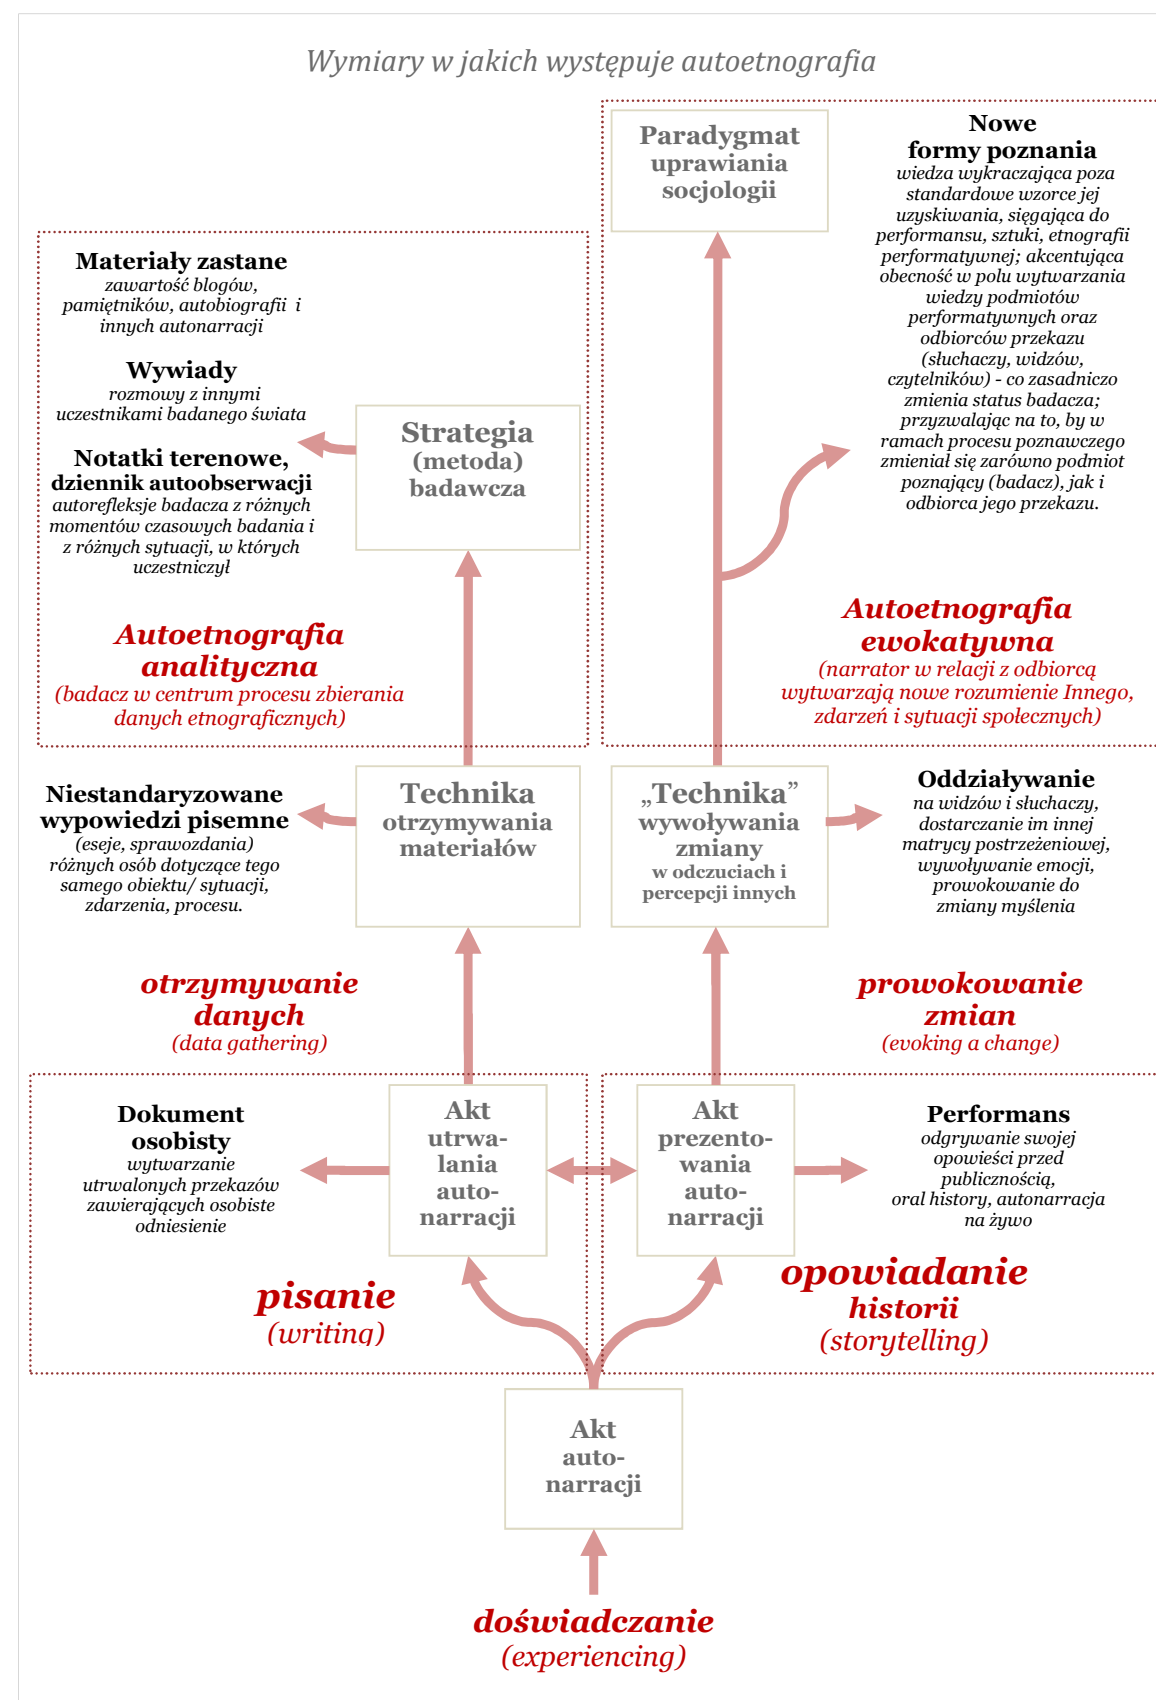 Wymiary w jakich występuje autoetnografia
Paradygmat
uprawiania
socjologii
Nowe
formy poznania
wiedza wykraczająca poza
standardowe wzorce jej
uzyskiwania, sięgająca do
performansu, sztuki, etnografii
performatywnej; akcentująca
obecność w polu wytwarzania
wiedzy podmiotów
performatywnych oraz
odbiorców przekazu
(słuchaczy, widzów,
czytelników) - co zasadniczo
zmienia status badacza;
przyzwalając na to, by w
ramach procesu poznawczego
zmieniał się zarówno podmiot
poznający (badacz), jak i
odbiorca jego przekazu.
Materiały zastane
zawartość blogów,
pamiętników, autobiografii i
innych autonarracji
Wywiady
rozmowy z innymi
uczestnikami badanego świata
Notatki terenowe,
dziennik autoobserwacji
autorefleksje badacza z różnych
momentów czasowych badania i
z różnych sytuacji, w których
uczestniczył
Strategia
(metoda)
badawcza
Autoetnografia
analityczna
(badacz w centrum procesu zbierania
danych etnograficznych)
Autoetnografia
ewokatywna
(narrator w relacji z odbiorcą
wytwarzają nowe rozumienie Innego,
zdarzeń i sytuacji społecznych)
Niestandaryzowane
wypowiedzi pisemne
(eseje, sprawozdania)
różnych osób dotyczące tego
samego obiektu/ sytuacji,
zdarzenia, procesu.
Technika
otrzymywania
materiałów
„Technika”
wywoływania
zmiany
w odczuciach i
percepcji innych
Oddziaływanie
na widzów i słuchaczy,
dostarczanie im innej
matrycy postrzeżeniowej,
wywoływanie emocji,
prowokowanie do
zmiany myślenia
otrzymywanie
danych
(data gathering)
prowokowanie
zmian
(evoking a change)
Dokument
osobisty
wytwarzanie
utrwalonych przekazów
zawierających osobiste
odniesienie
Akt
utrwa-
lania
auto-
narracji
Akt
prezento-
wania
auto-
narracji
Performans
odgrywanie swojej
opowieści przed
publicznością,
oral history, autonarracja
na żywo
pisanie
(writing)
opowiadanie
historii
(storytelling)
Akt
auto-
narracji
doświadczanie
(experiencing)